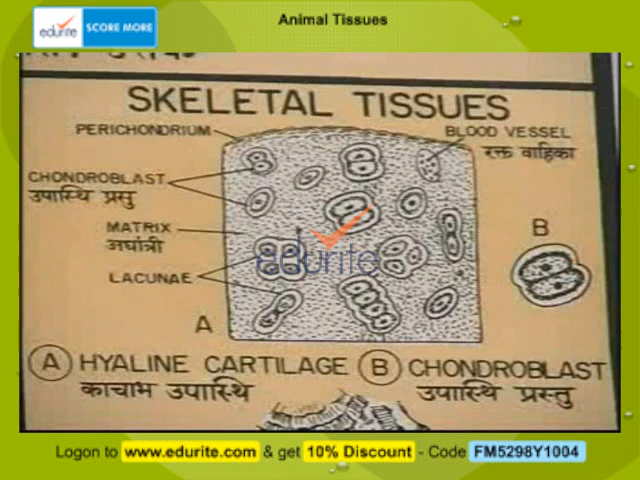 edurite SCORE MORE
Animal Tissues
SKELETAL TISSUES
PERICHONDRIUM
BLOOD VESSEL
रक्त वाहिका
CHONDROBLAST
उपास्थि प्रसु
MATRIX
LACUNAE
B
A
edurite
A HYALINE CARTILAGE B CHONDROBLAST
काचाभ उपास्थि उपास्थि प्रस्तु
Logon to www.edurite.com & get 10% Discount - Code FM5298Y1004